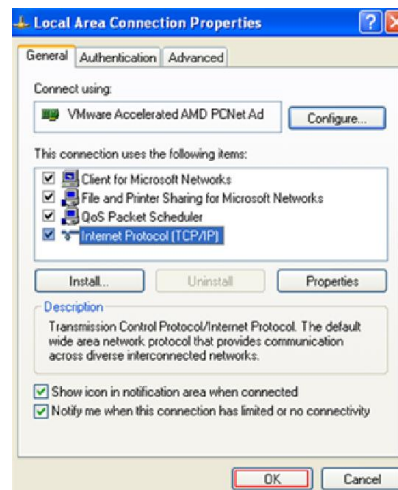 Local Area Connection Properties
General Authentication Advanced
Connect using:
VMware Accelerated AMD PCNet Ad Configure...
This connection uses the following items:
Client for Microsoft Networks
File and Printer Sharing for Microsoft Networks
QoS Packet Scheduler
Internet Protocol (TCP/IP)
Install... Uninstall Properties
Description
Transmission Control Protocol/Internet Protocol. The default
wide area network protocol that provides communication
across diverse interconnected networks.
Show icon in notification area when connected
Notify me when this connection has limited or no connectivity
OK Cancel